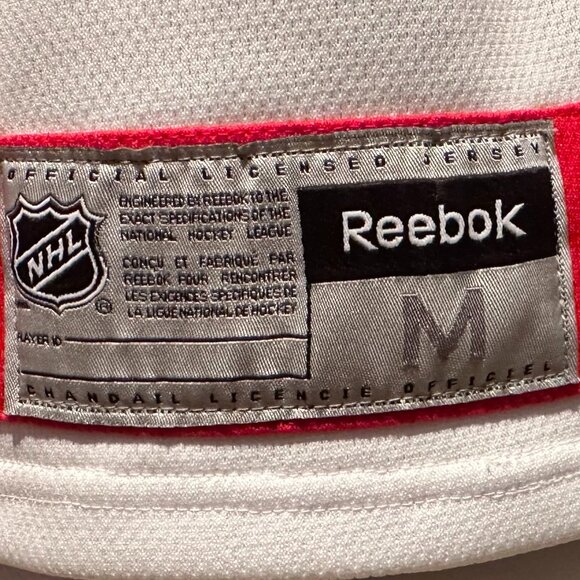 OFFICIAL LICENSED JERSEY
NHL
®
ENGINEERED BY REEBOK TO THE
EXACT SPECIFICATIONS OF THE
NATIONAL HOCKEY LEAGUE
CONÇU ET FABRIQUÉ PAR
REEBOK POUR RENCONTRER
LES EXIGENCES SPÉCIFIQUES DE
LA LIGUE NATIONAL DE HOCKEY
PLAYER ID
Reebok
M
CHANDAIL LICENCIÉ OFFICIEL